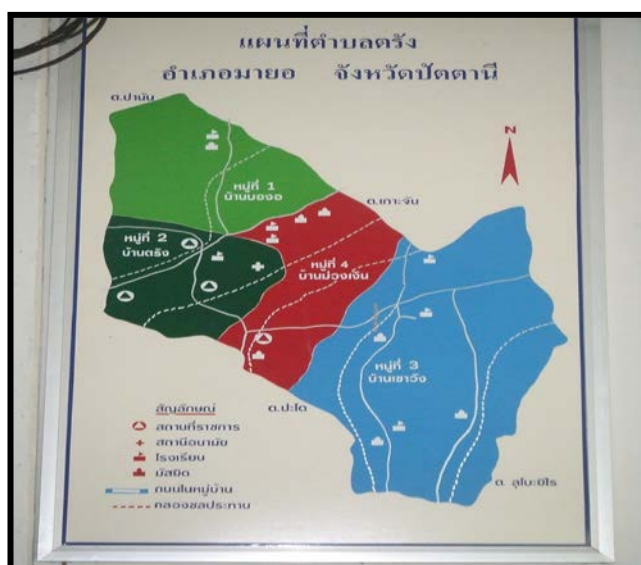 แผนที่ตำบลตรัง
อำเภอมายอ จังหวัดปัตตานี
ต.ปานัน
N
หมู่ที่ 1
บ้านบองอ
ต.เกาะจัน
หมู่ที่ 2
บ้านตรัง
หมู่ที่ 4
บ้านม่วงเงิน
หมู่ที่ 3
บ้านเขาวัง
ต.ปะโด
สัญลักษณ์
สถานที่ราชการ
สถานีอนามัย
โรงเรียน
มัสยิด
ถนนในหมู่บ้าน
คลองชลประทาน
ต. ลุโบะยิไร